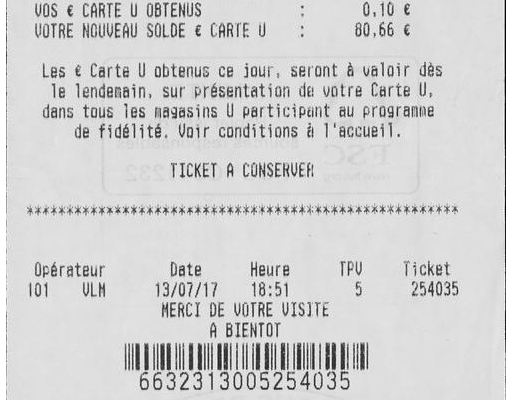 VOS € CARTE U OBTENUS : 0,10 €
VOTRE NOUVEAU SOLDE € CARTE U : 80,66 €
Les € Carte U obtenus ce jour, seront à valoir dès
le lendemain, sur présentation de votre Carte U,
dans tous les magasins U participant au programme
de fidélité. Voir conditions à l'accueil.
TICKET A CONSERVER
******************************************************
Opérateur Date Heure TPV Ticket
101 VLM 13/07/17 18:51 5 254035
MERCI DE VOTRE VISITE
A BIENTOT
6632313005254035